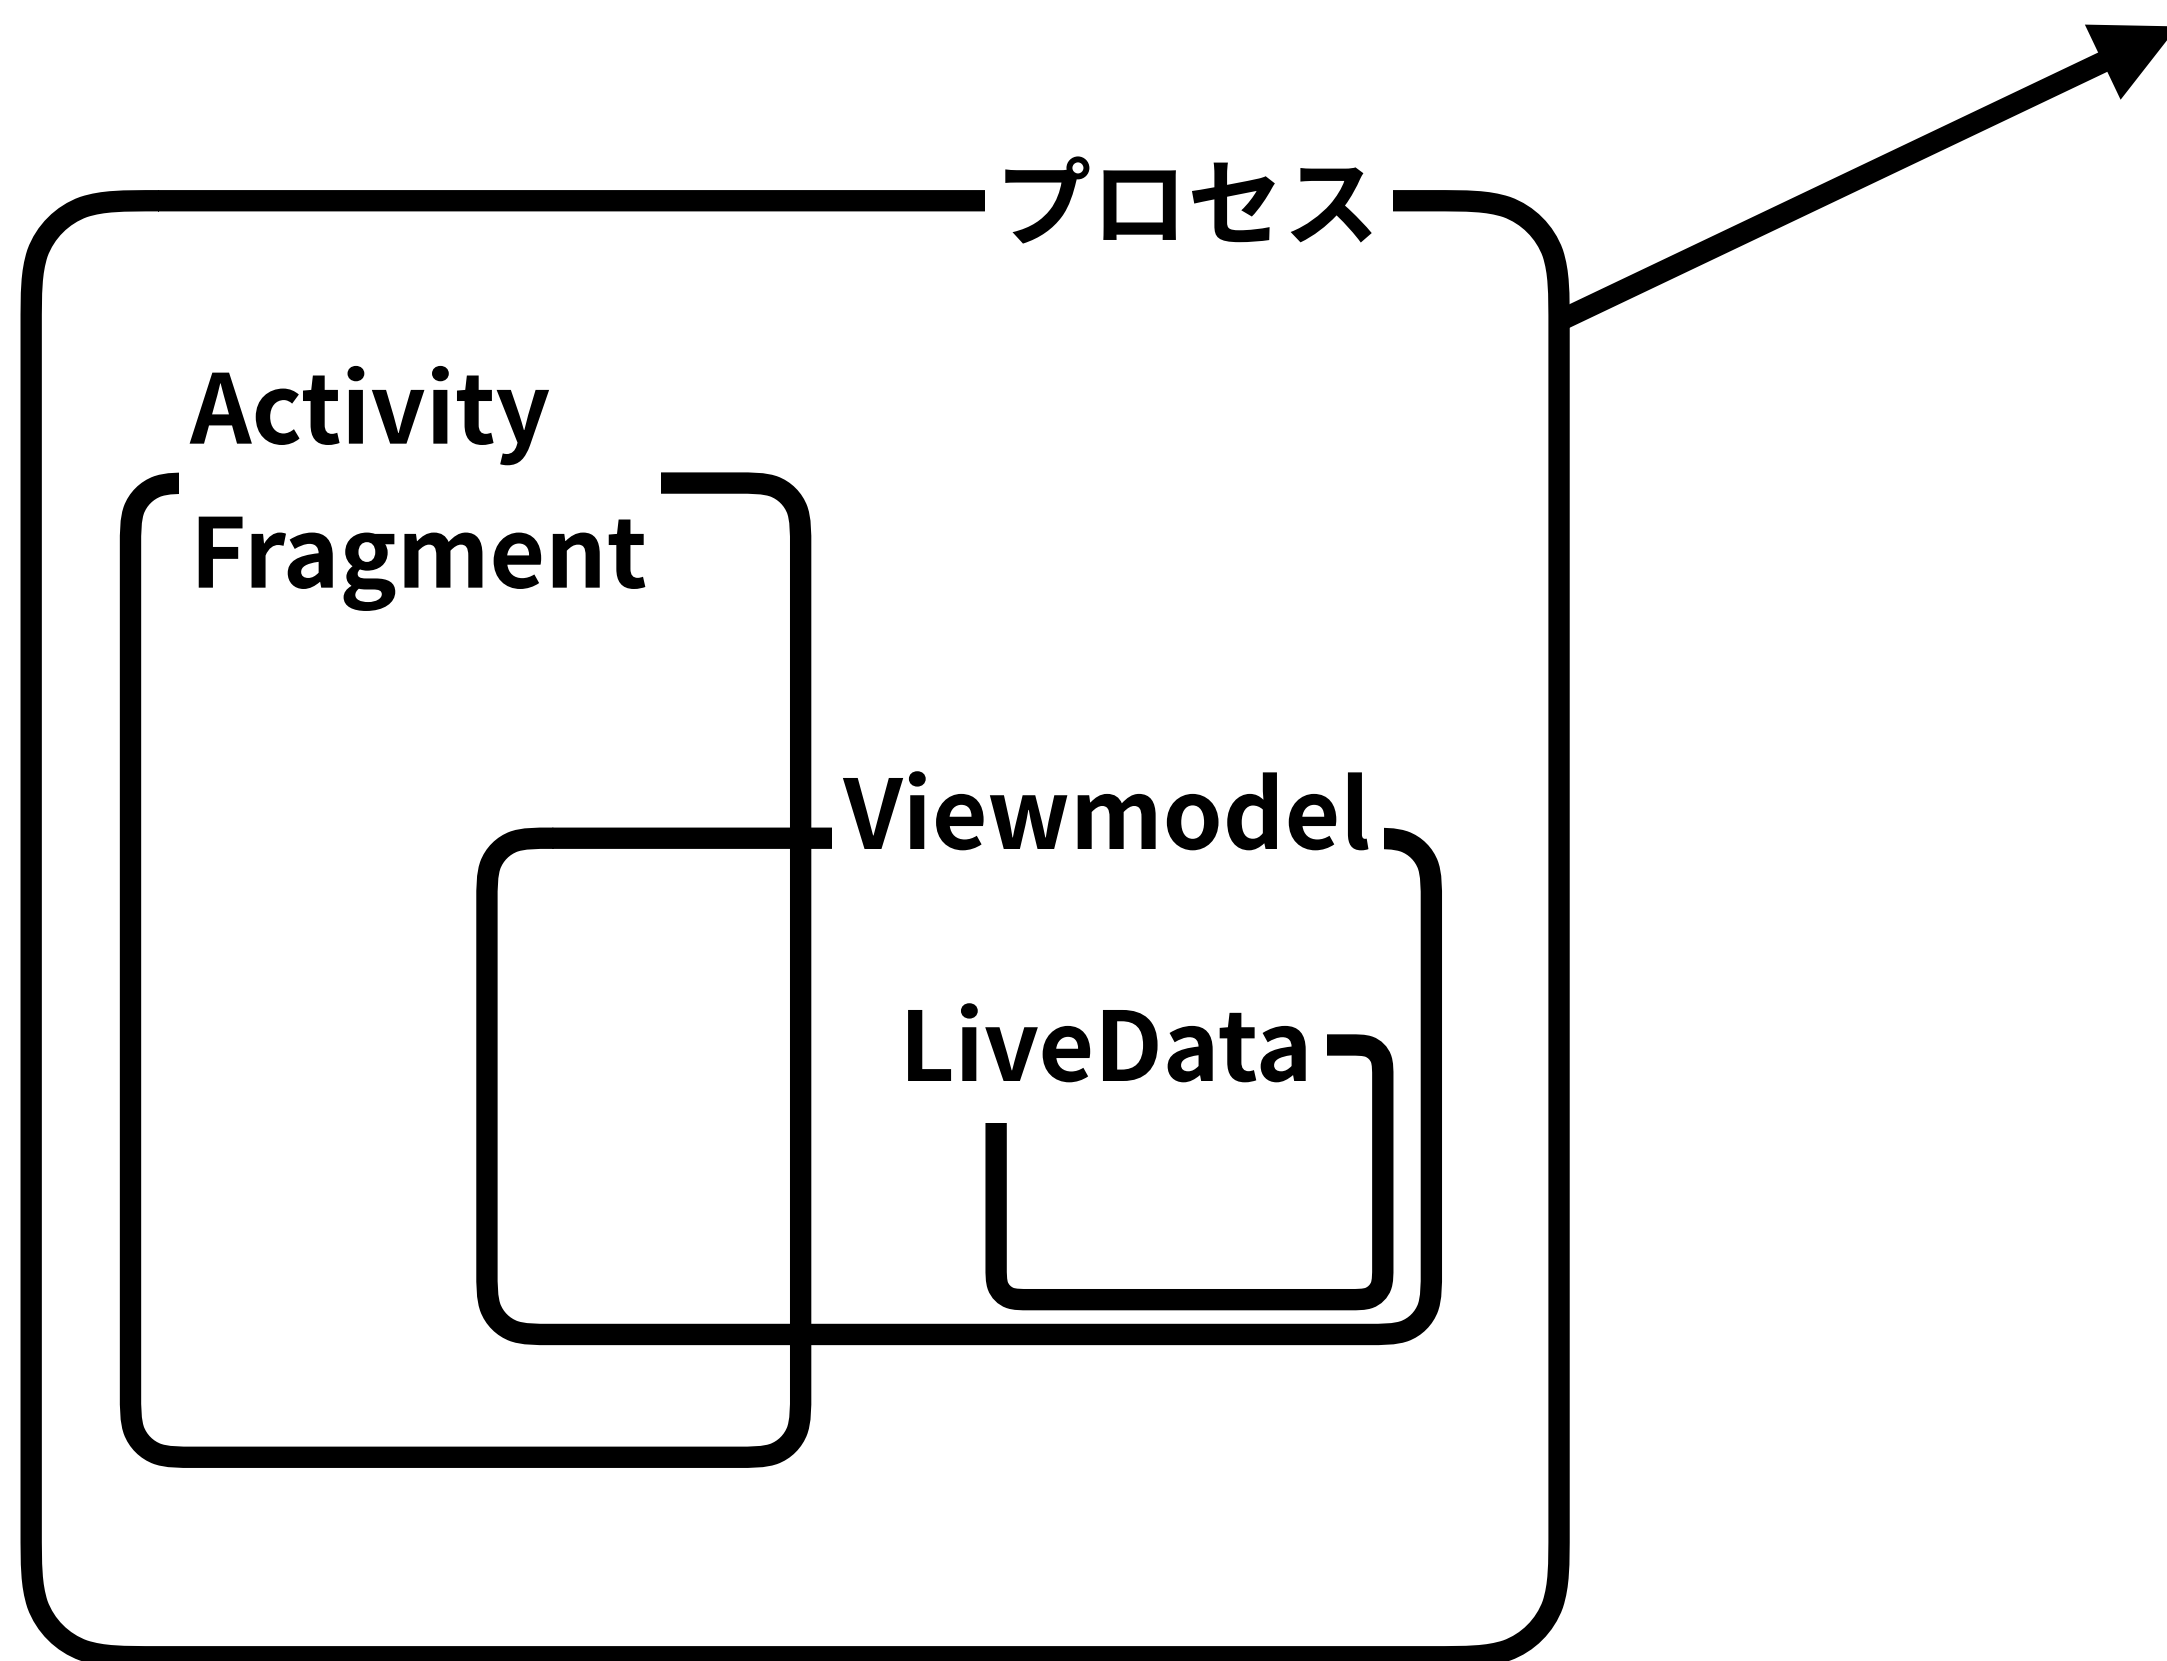 プロセス
Activity
Fragment
Viewmodel
LiveData